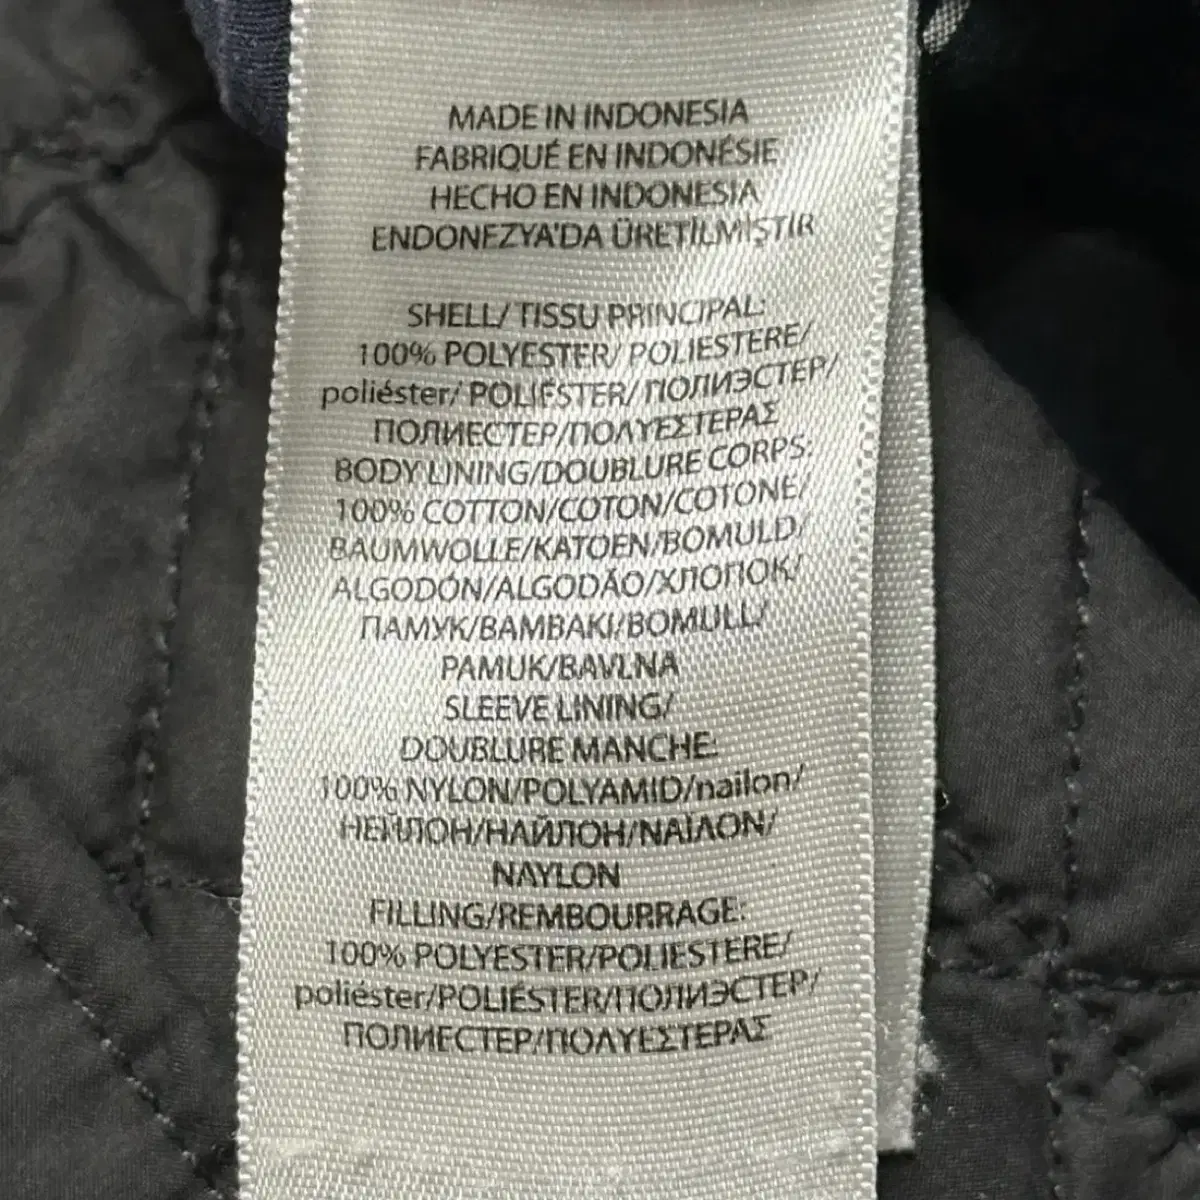 MADE IN INDONESIA
FABRIQUÉ EN INDONÉSIE
HECHO EN INDONESIA
ENDONEZYA'DA ÜRETİLMİŞTİR
SHELL/ TISSU PRINCIPAL:
100% POLYESTER/ POLIESTERE/
poliéster/ POLIÉSTER/ ПОЛИЭСТЕР/
ПОЛИЕСТЕР/ΠΟΛΥΕΣΤΕΡΑΣ
BODY LINING/DOUBLURE CORPS:
100% COTTON/COTON/COTONE/
BAUMWOLLE/KATOEN/BOMULD/
ALGODÓN/ALGODÃO/ХЛОПОК/
ПАМУК/ΒΑΜΒΑΚΙ/BOMULL/
PAMUK/BAVLNA
SLEEVE LINING/
DOUBLURE MANCHE:
100% NYLON/POLYAMID/nailon/
НЕЙЛОН/НАЙЛОН/ΝΑΪΛΟΝ/
NAYLON
FILLING/REMBOURRAGE:
100% POLYESTER/POLIESTERE/
poliéster/POLIÉSTER/ПОЛИЭСТЕР/
ПОЛИЕСТЕР/ΠΟΛΥΕΣΤΕΡΑΣ